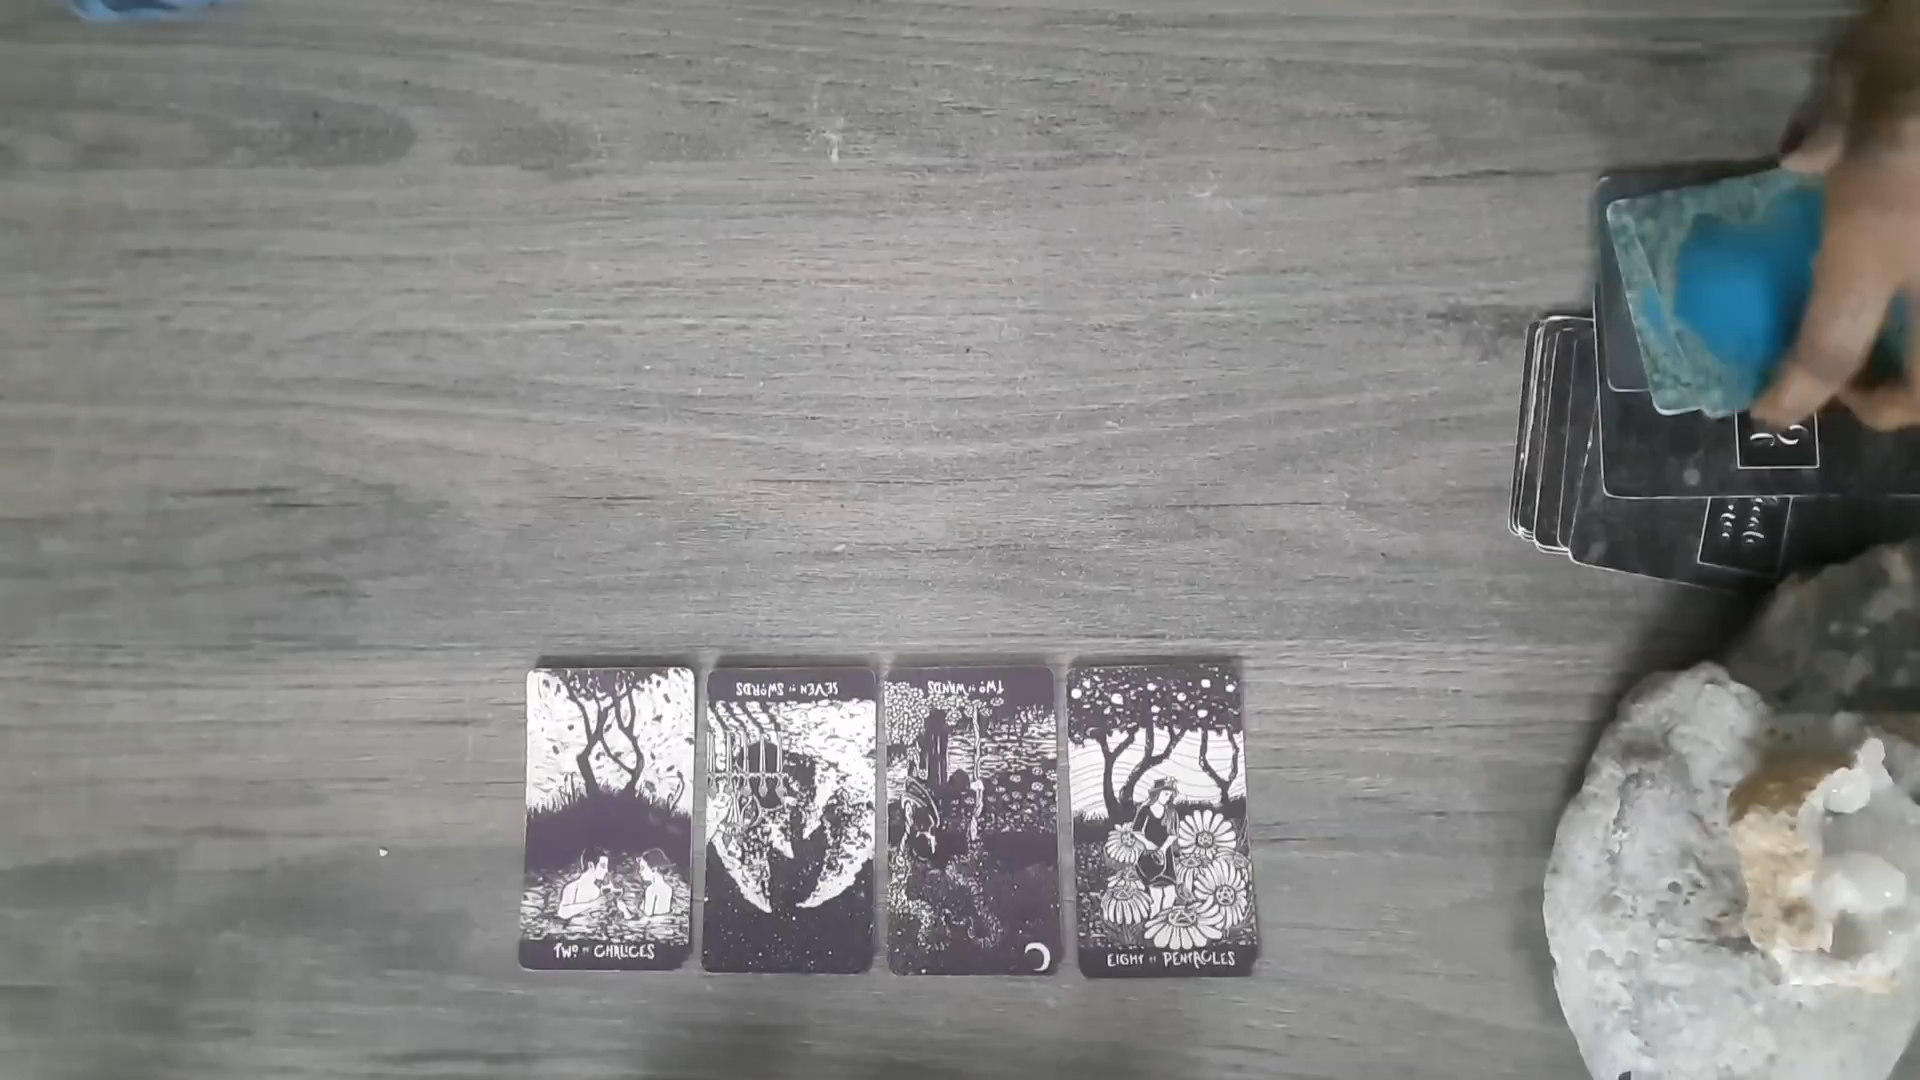 TWO OF CHALICES
SEVEN OF SWORDS
TWO OF WANDS
EIGHT OF PENTACLES